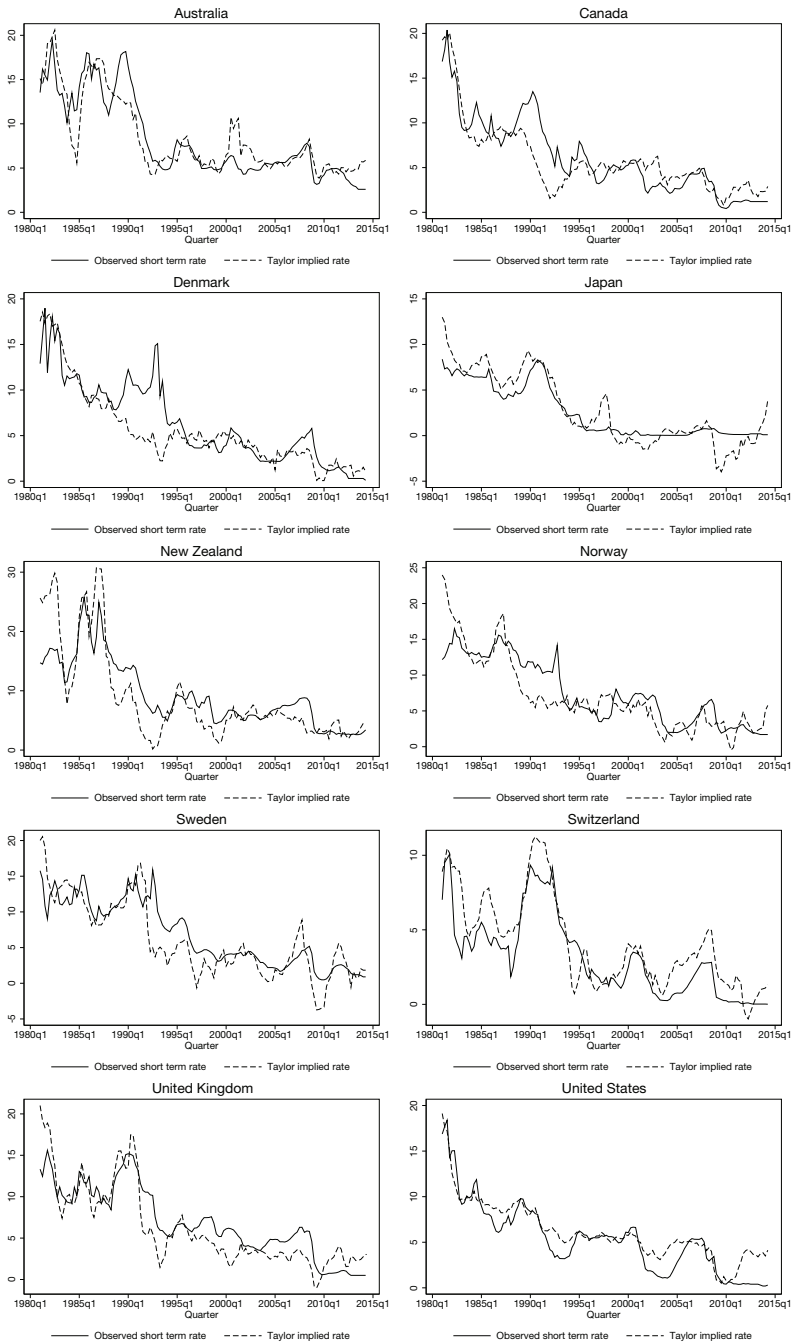 Australia
20
15
10
5
0
1980q1 1985q1 1990q1 1995q1 2000q1 2005q1 2010q1 2015q1
Quarter
Observed short term rate Taylor implied rate
Canada
20
15
10
5
0
1980q1 1985q1 1990q1 1995q1 2000q1 2005q1 2010q1 2015q1
Quarter
Observed short term rate Taylor implied rate
Denmark
20
15
10
5
0
1980q1 1985q1 1990q1 1995q1 2000q1 2005q1 2010q1 2015q1
Quarter
Observed short term rate Taylor implied rate
Japan
15
10
5
0
-5
1980q1 1985q1 1990q1 1995q1 2000q1 2005q1 2010q1 2015q1
Quarter
Observed short term rate Taylor implied rate
New Zealand
30
20
10
0
1980q1 1985q1 1990q1 1995q1 2000q1 2005q1 2010q1 2015q1
Quarter
Observed short term rate Taylor implied rate
Norway
25
20
15
10
5
0
1980q1 1985q1 1990q1 1995q1 2000q1 2005q1 2010q1 2015q1
Quarter
Observed short term rate Taylor implied rate
Sweden
20
15
10
5
0
-5
1980q1 1985q1 1990q1 1995q1 2000q1 2005q1 2010q1 2015q1
Quarter
Observed short term rate Taylor implied rate
Switzerland
10
5
0
1980q1 1985q1 1990q1 1995q1 2000q1 2005q1 2010q1 2015q1
Quarter
Observed short term rate Taylor implied rate
United Kingdom
20
15
10
5
0
1980q1 1985q1 1990q1 1995q1 2000q1 2005q1 2010q1 2015q1
Quarter
Observed short term rate Taylor implied rate
United States
20
15
10
5
0
1980q1 1985q1 1990q1 1995q1 2000q1 2005q1 2010q1 2015q1
Quarter
Observed short term rate Taylor implied rate